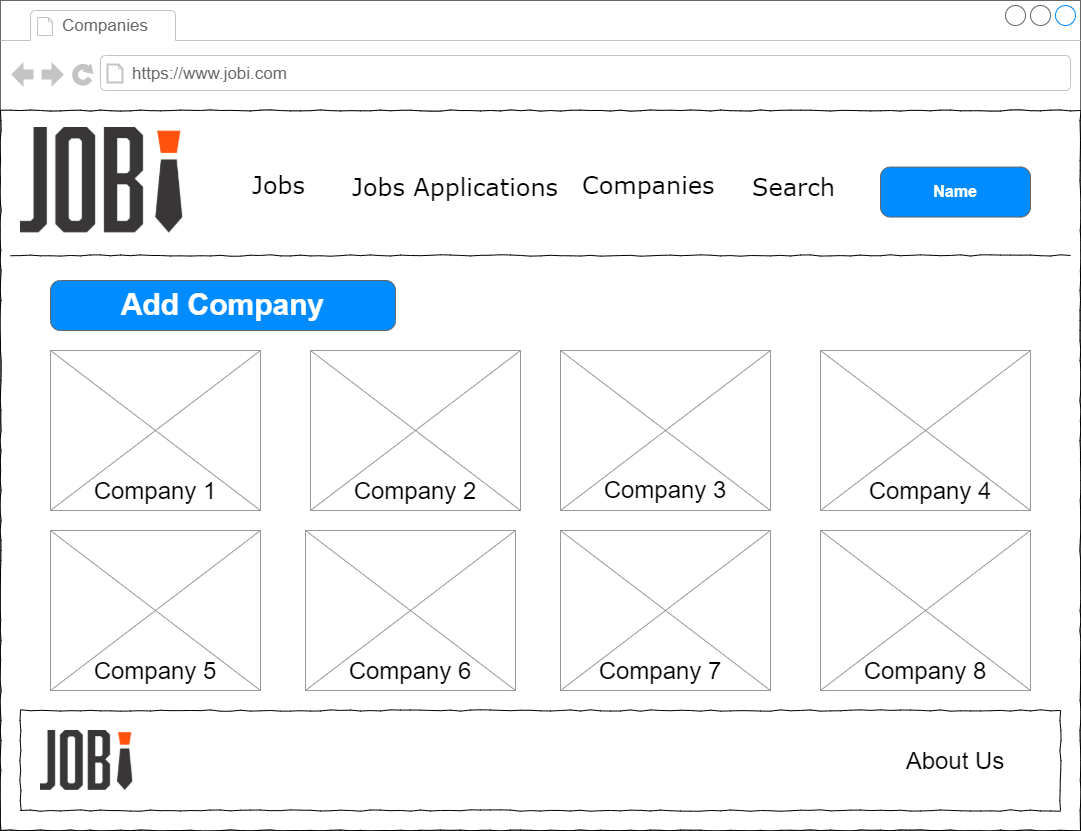 Companies
https://www.jobi.com
JOBi
Jobs
Jobs Applications
Companies
Search
Name
Add Company
Company 1
Company 2
Company 3
Company 4
Company 5
Company 6
Company 7
Company 8
JOBi
About Us